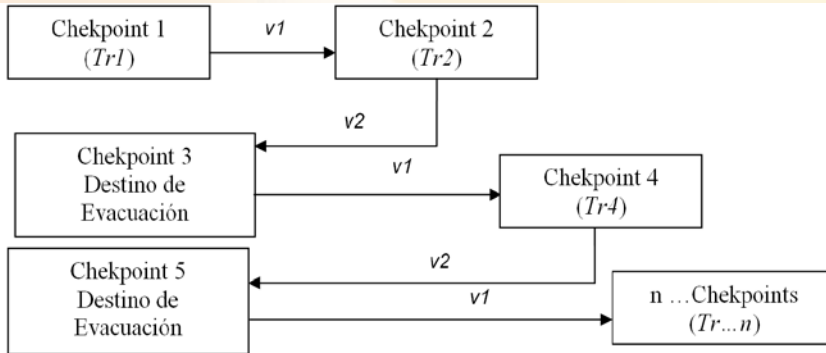 Chekpoint 1
(Tr1)
v1
Chekpoint 2
(Tr2)
v2
Chekpoint 3
Destino de
Evacuación
v1
Chekpoint 4
(Tr4)
v2
Chekpoint 5
Destino de
Evacuación
v1
n ...Chekpoints
(Tr...n)